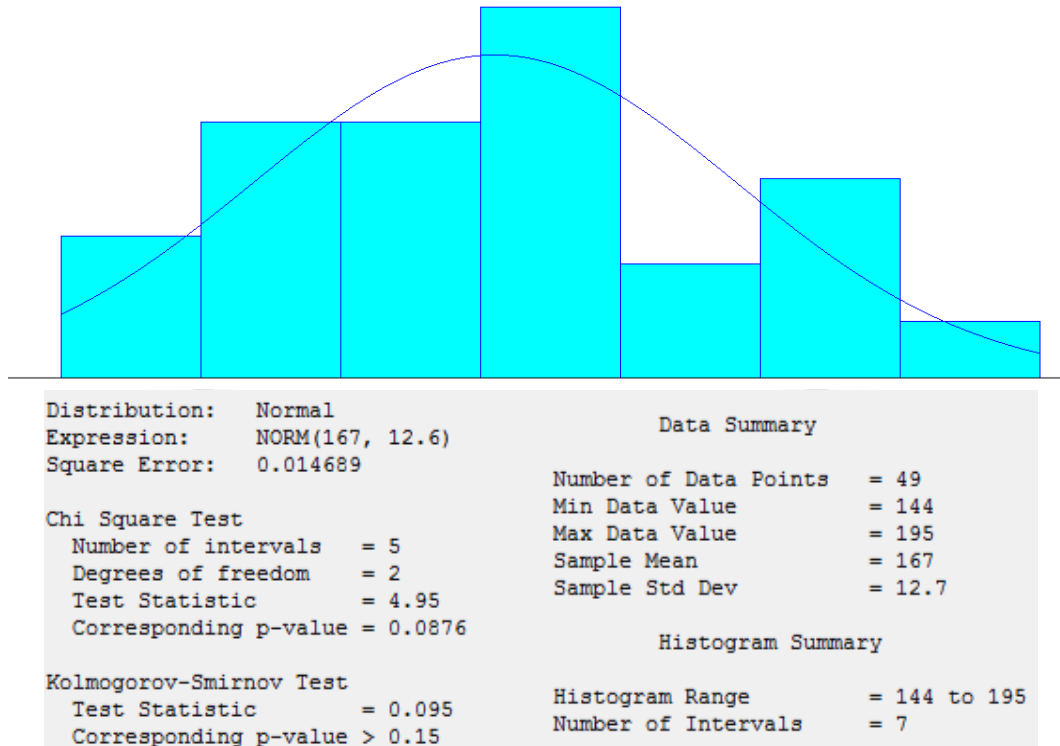 Distribution: Normal
Expression: NORM(167, 12.6)
Square Error: 0.014689
Chi Square Test
Number of intervals = 5
Degrees of freedom = 2
Test Statistic = 4.95
Corresponding p-value = 0.0876
Kolmogorov-Smirnov Test
Test Statistic = 0.095
Corresponding p-value > 0.15
Data Summary
Number of Data Points = 49
Min Data Value = 144
Max Data Value = 195
Sample Mean = 167
Sample Std Dev = 12.7
Histogram Summary
Histogram Range = 144 to 195
Number of Intervals = 7